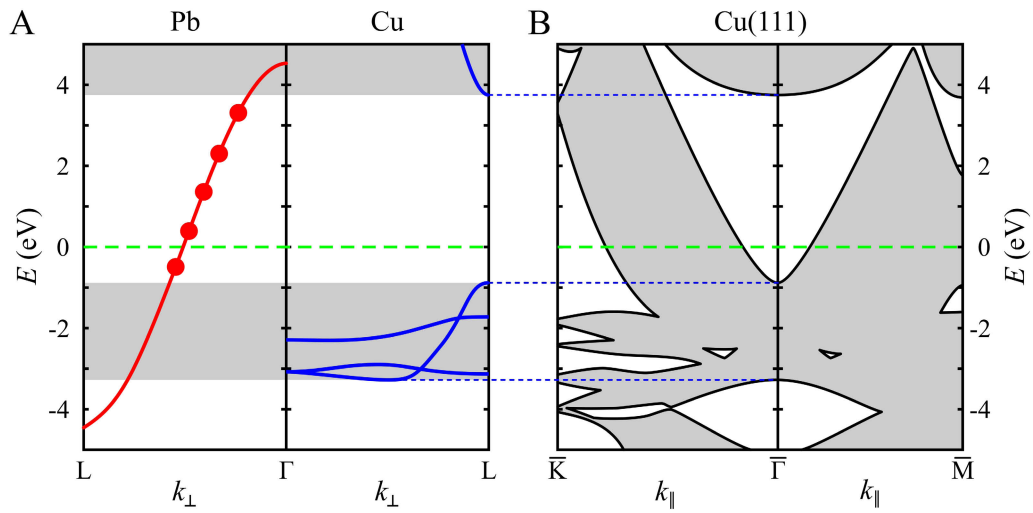 A Pb Cu B Cu(111)
E (eV)
4
2
0
-2
-4
L Γ L
k⊥ k⊥
4
2
0
-2
-4
E (eV)
K̅ Γ̅ M̅
k∥ k∥